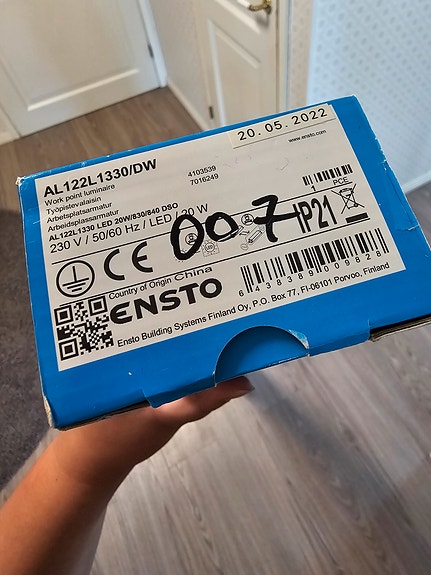 AL122L1330/DW
20.05.2022
www.ensto.com
Work point luminaire
Työpistevalaisin
Arbetsplatsarmatur
Arbeidsplassarmatur
4103539
7016249
AL122L1330 LED 20W/830/840 DSO
230 V / 50/60 Hz / LED / 20 W
1 PCE
007
IP21
CE
Country of Origin China
ENSTO
6 438389 009828
Ensto Building Systems Finland Oy, P.O. Box 77, FI-06101 Porvoo, Finland